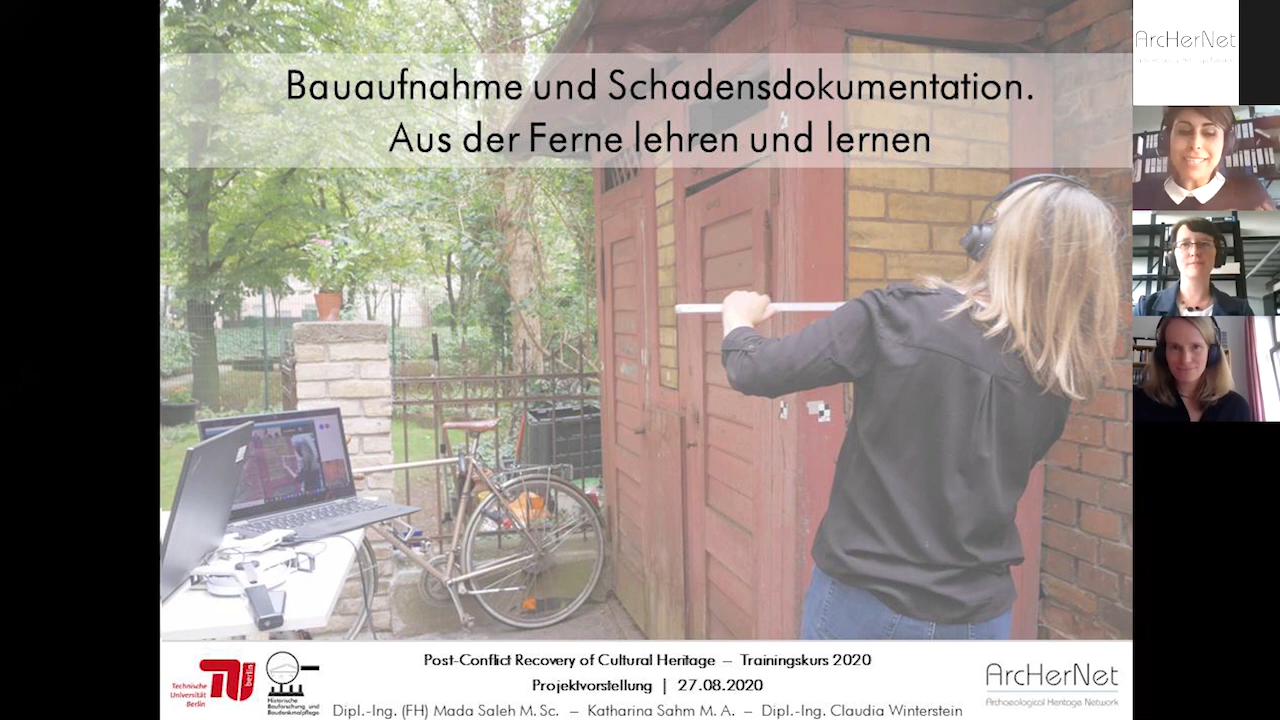 Bauaufnahme und Schadensdokumentation.
Aus der Ferne lehren und lernen
ArcHerNet
Post-Conflict Recovery of Cultural Heritage – Trainingskurs 2020
Projektvorstellung | 27.08.2020
Dipl.-Ing. (FH) Mada Saleh M. Sc. – Katharina Sahm M. A. – Dipl.-Ing. Claudia Winterstein
Technische
Universität
Berlin
berlin
Historische
Bauforschung und
Baudenkmalpflege
ArcHerNet
Archaeological Heritage Network